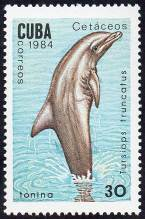 CUBA
1984
Cetáceos
correos
Tursiops truncatus
tonina
30